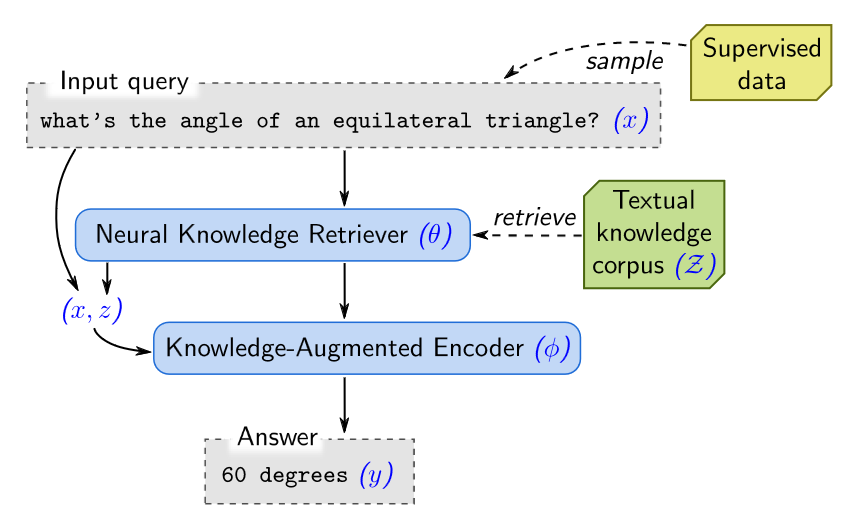 Supervised
data
sample
Input query
what's the angle of an equilateral triangle? (x)
Textual
knowledge
corpus (𝒵)
retrieve
Neural Knowledge Retriever (θ)
(x, z)
Knowledge-Augmented Encoder (ϕ)
Answer
60 degrees (y)